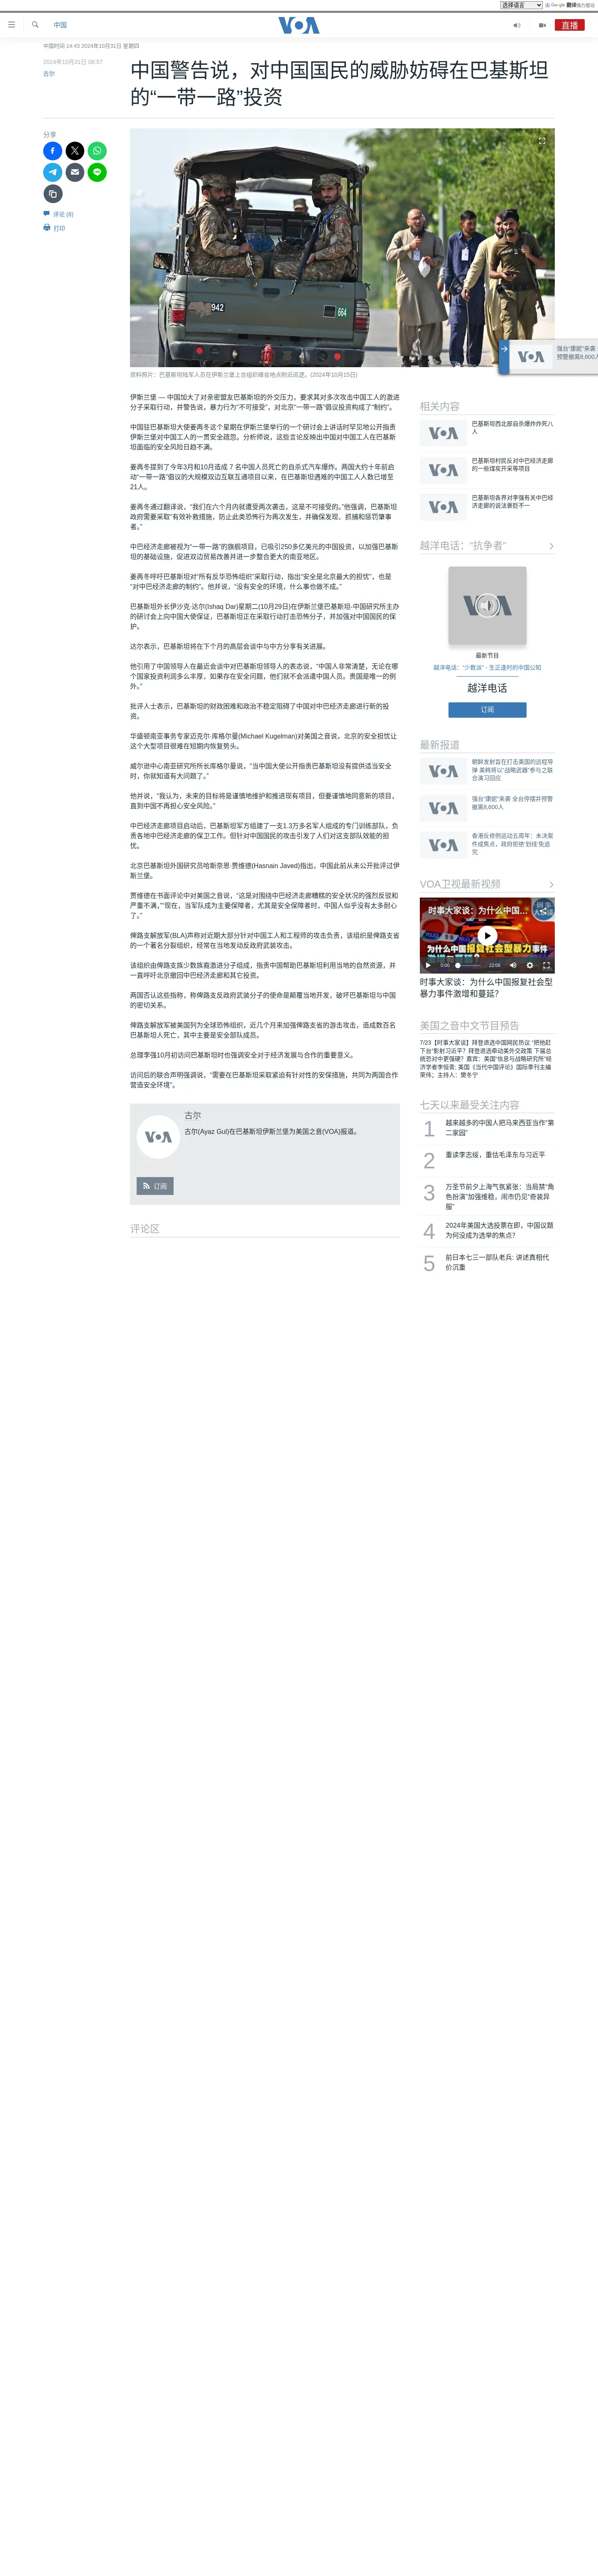 选择语言
由 Google 翻译强力驱动
中国
VOA
直播
中国时间 14:43 2024年10月31日 星期四
2024年10月31日 08:57
古尔
中国警告说，对中国国民的威胁妨碍在巴基斯坦
的“一带一路”投资
分享
评论 (8)
打印
942
664
资料照片：巴基斯坦陆军人员在伊斯兰堡上合组织峰会地点附近巡逻。(2024年10月15日)
强台“康妮”来袭
预警撤离8,600人
伊斯兰堡 — 中国加大了对亲密盟友巴基斯坦的外交压力，要求其对多次攻击中国工人的激进
分子采取行动，并警告说，暴力行为“不可接受”，对北京“一带一路”倡议投资构成了“制约”。
中国驻巴基斯坦大使姜再冬这个星期在伊斯兰堡举行的一个研讨会上讲话时罕见地公开指责
伊斯兰堡对中国工人的一贯安全疏忽。分析师说，这些言论反映出中国对中国工人在巴基斯
坦面临的安全风险日趋不满。
姜再冬提到了今年3月和10月造成 7 名中国人员死亡的自杀式汽车爆炸。两国大约十年前启
动“一带一路”倡议的大规模双边互联互通项目以来，在巴基斯坦遇难的中国工人人数已增至
21人。
姜再冬通过翻译说，“我们在六个月内就遭受两次袭击，这是不可接受的。”他强调，巴基斯坦
政府需要采取“有效补救措施，防止此类恐怖行为再次发生，并确保发现、抓捕和惩罚肇事
者。”
中巴经济走廊被视为“一带一路”的旗舰项目，已吸引250多亿美元的中国投资，以加强巴基斯
坦的基础设施，促进双边贸易改善并进一步整合更大的南亚地区。
姜再冬呼吁巴基斯坦对“所有反华恐怖组织”采取行动，指出“安全是北京最大的担忧”，也是
“对中巴经济走廊的制约”。他并说，“没有安全的环境，什么事也做不成。”
巴基斯坦外长伊沙克·达尔(Ishaq Dar)星期二(10月29日)在伊斯兰堡巴基斯坦-中国研究所主办
的研讨会上向中国大使保证，巴基斯坦正在采取行动打击恐怖分子，并加强对中国国民的保
护。
达尔表示，巴基斯坦将在下个月的高层会谈中与中方分享有关进展。
他引用了中国领导人在最近会谈中对巴基斯坦领导人的表态说，“中国人非常清楚，无论在哪
个国家投资利润多么丰厚，如果存在安全问题，他们就不会派遣中国人员。贵国是唯一的例
外。”
批评人士表示，巴基斯坦的财政困难和政治不稳定阻碍了中国对中巴经济走廊进行新的投
资。
华盛顿南亚事务专家迈克尔·库格尔曼(Michael Kugelman)对美国之音说，北京的安全担忧让
这个大型项目很难在短期内恢复势头。
威尔逊中心南亚研究所所长库格尔曼说，“当中国大使公开指责巴基斯坦没有提供适当安全
时，你就知道有大问题了。”
他并说，“我认为，未来的目标将是谨慎地维护和推进现有项目，但要谨慎地同意新的项目，
直到中国不再担心安全风险。”
中巴经济走廊项目启动后，巴基斯坦军方组建了一支1.3万多名军人组成的专门训练部队，负
责各地中巴经济走廊的保卫工作。但针对中国国民的攻击引发了人们对这支部队效能的担
忧。
北京巴基斯坦外国研究员哈斯奈恩·贾维德(Hasnain Javed)指出，中国此前从未公开批评过伊
斯兰堡。
贾维德在书面评论中对美国之音说，“这是对围绕中巴经济走廊糟糕的安全状况的强烈反驳和
严重不满，”“现在，当军队成为主要保障者，尤其是安全保障者时，中国人似乎没有太多耐心
了。”
俾路支解放军(BLA)声称对近期大部分针对中国工人和工程师的攻击负责，该组织是俾路支省
的一个著名分裂组织，经常在当地发动反政府武装攻击。
该组织由俾路支族少数族裔激进分子组成，指责中国帮助巴基斯坦利用当地的自然资源，并
一直呼吁北京撤回中巴经济走廊和其它投资。
两国否认这些指称，称俾路支反政府武装分子的使命是颠覆当地开发，破坏巴基斯坦与中国
的密切关系。
俾路支解放军被美国列为全球恐怖组织，近几个月来加强俾路支省的游击攻击，造成数百名
巴基斯坦人死亡，其中主要是安全部队成员。
总理李强10月初访问巴基斯坦时也强调安全对于经济发展与合作的重要意义。
访问后的联合声明强调说，“需要在巴基斯坦采取紧迫有针对性的安保措施，共同为两国合作
营造安全环境”。
古尔
古尔(Ayaz Gul)在巴基斯坦伊斯兰堡为美国之音(VOA)报道。
订阅
评论区
相关内容
巴基斯坦西北部自杀爆炸炸死八
人
巴基斯坦村民反对中巴经济走廊
的一些煤炭开采等项目
巴基斯坦各界对李强有关中巴经
济走廊的说法褒贬不一
越洋电话：“抗争者”
最新节目
越洋电话：“少数派” - 生正逢时的中国公知
越洋电话
订阅
最新报道
朝鲜发射旨在打击美国的远程导
弹 美韩将以“战略武器”参与之联
合演习回应
强台“康妮”来袭 全台停摆并预警
撤离8,600人
香港反修例运动五周年：未决案
件成焦点，政府拒绝‘划线’免追
究
VOA卫视最新视频
时事大家谈：为什么中国...
为什么中国报复社会型暴力事件
0:00
22:06
时事大家谈：为什么中国报复社会型
暴力事件激增和蔓延？
美国之音中文节目预告
7/23【时事大家谈】拜登退选中国网民热议 “把他赶
下台”影射习近平？拜登退选牵动美外交政策 下届总
统恐对中更强硬？嘉宾：美国“信息与战略研究所”经
济学者李恒青; 美国《当代中国评论》国际季刊主编
荣伟；主持人：樊冬宁
七天以来最受关注内容
1
越来越多的中国人把马来西亚当作“第
二家园”
2
重读李志绥，重估毛泽东与习近平
3
万圣节前夕上海气氛紧张：当局禁“角
色扮演”加强维稳，闹市仍见“奇装异
服”
4
2024年美国大选投票在即，中国议题
为何没成为选举的焦点？
5
前日本七三一部队老兵: 讲述真相代
价沉重